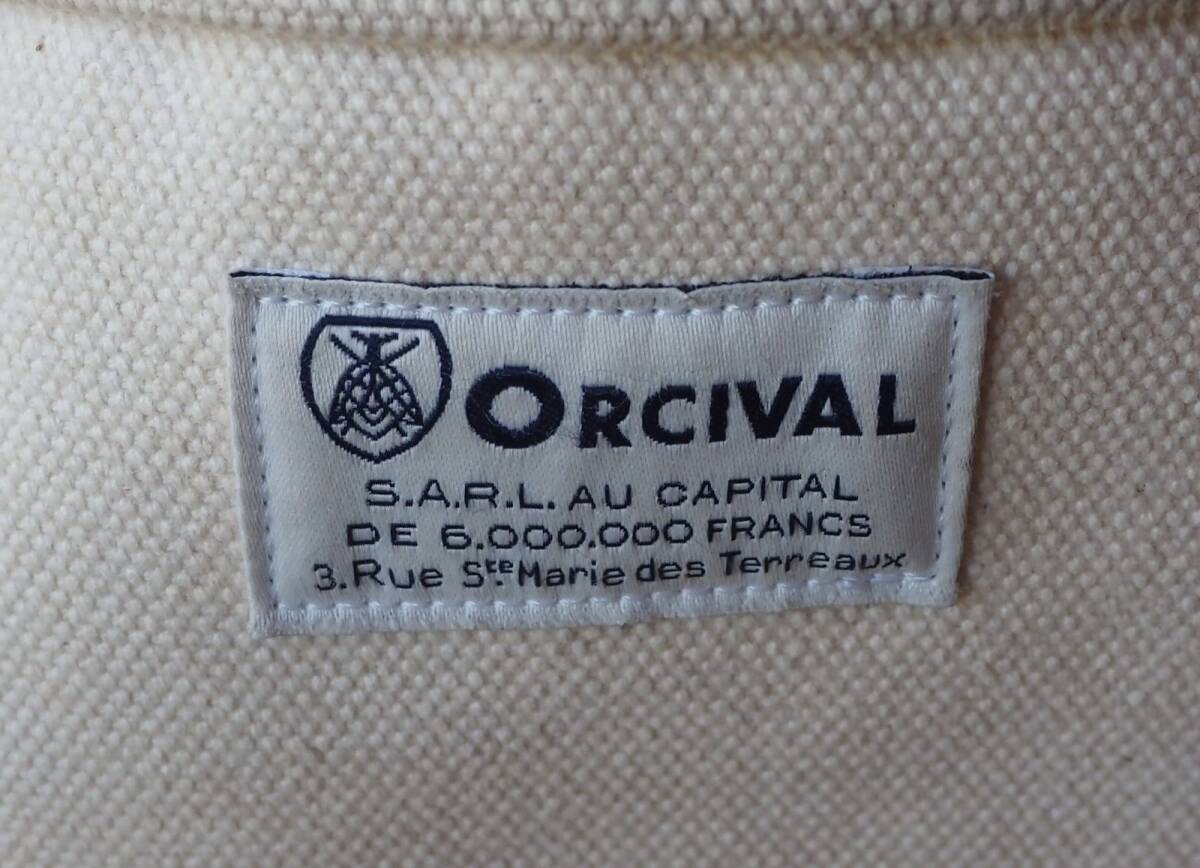 ORCIVAL
S.A.R.L. AU CAPITAL
DE 6.000.000 FRANCS
3.Rue Ste Marie des Terreaux